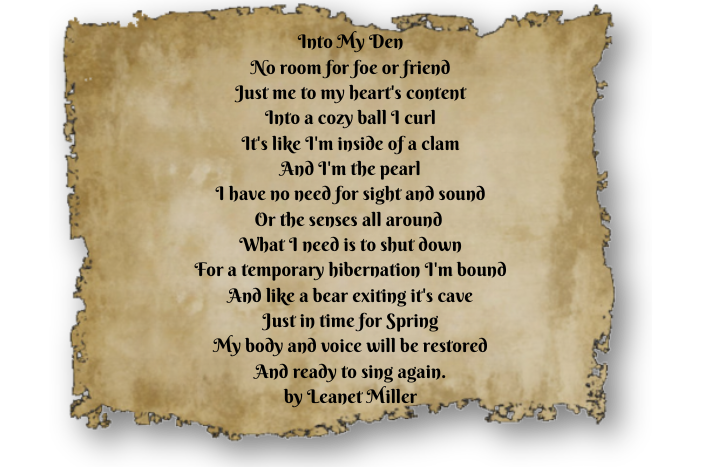 Into My Den
No room for foe or friend
Just me to my heart's content
Into a cozy ball I curl
It's like I'm inside of a clam
And I'm the pearl
I have no need for sight and sound
Or the senses all around
What I need is to shut down
For a temporary hibernation I'm bound
And like a bear exiting it's cave
Just in time for Spring
My body and voice will be restored
And ready to sing again.
by Leanet Miller